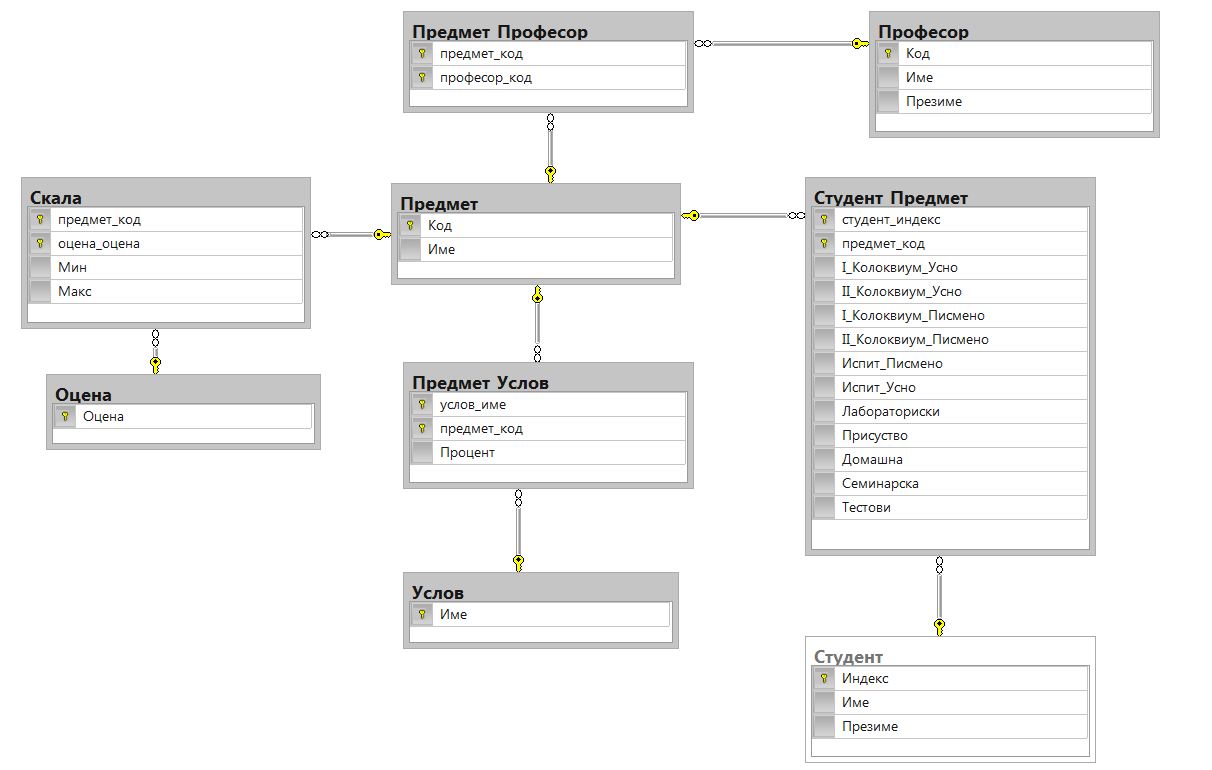 Предмет Професор
предмет_код
професор_код
Професор
Код
Име
Презиме
Скала
предмет_код
оцена_оцена
Мин
Макс
Предмет
Код
Име
Студент Предмет
студент_индекс
предмет_код
I_Колоквиум_Усно
II_Колоквиум_Усно
I_Колоквиум_Писмено
II_Колоквиум_Писмено
Испит_Писмено
Испит_Усно
Лабораториски
Присуство
Домашна
Семинарска
Тестови
Оцена
Оцена
Предмет Услов
услов_име
предмет_код
Процент
Услов
Име
Студент
Индекс
Име
Презиме